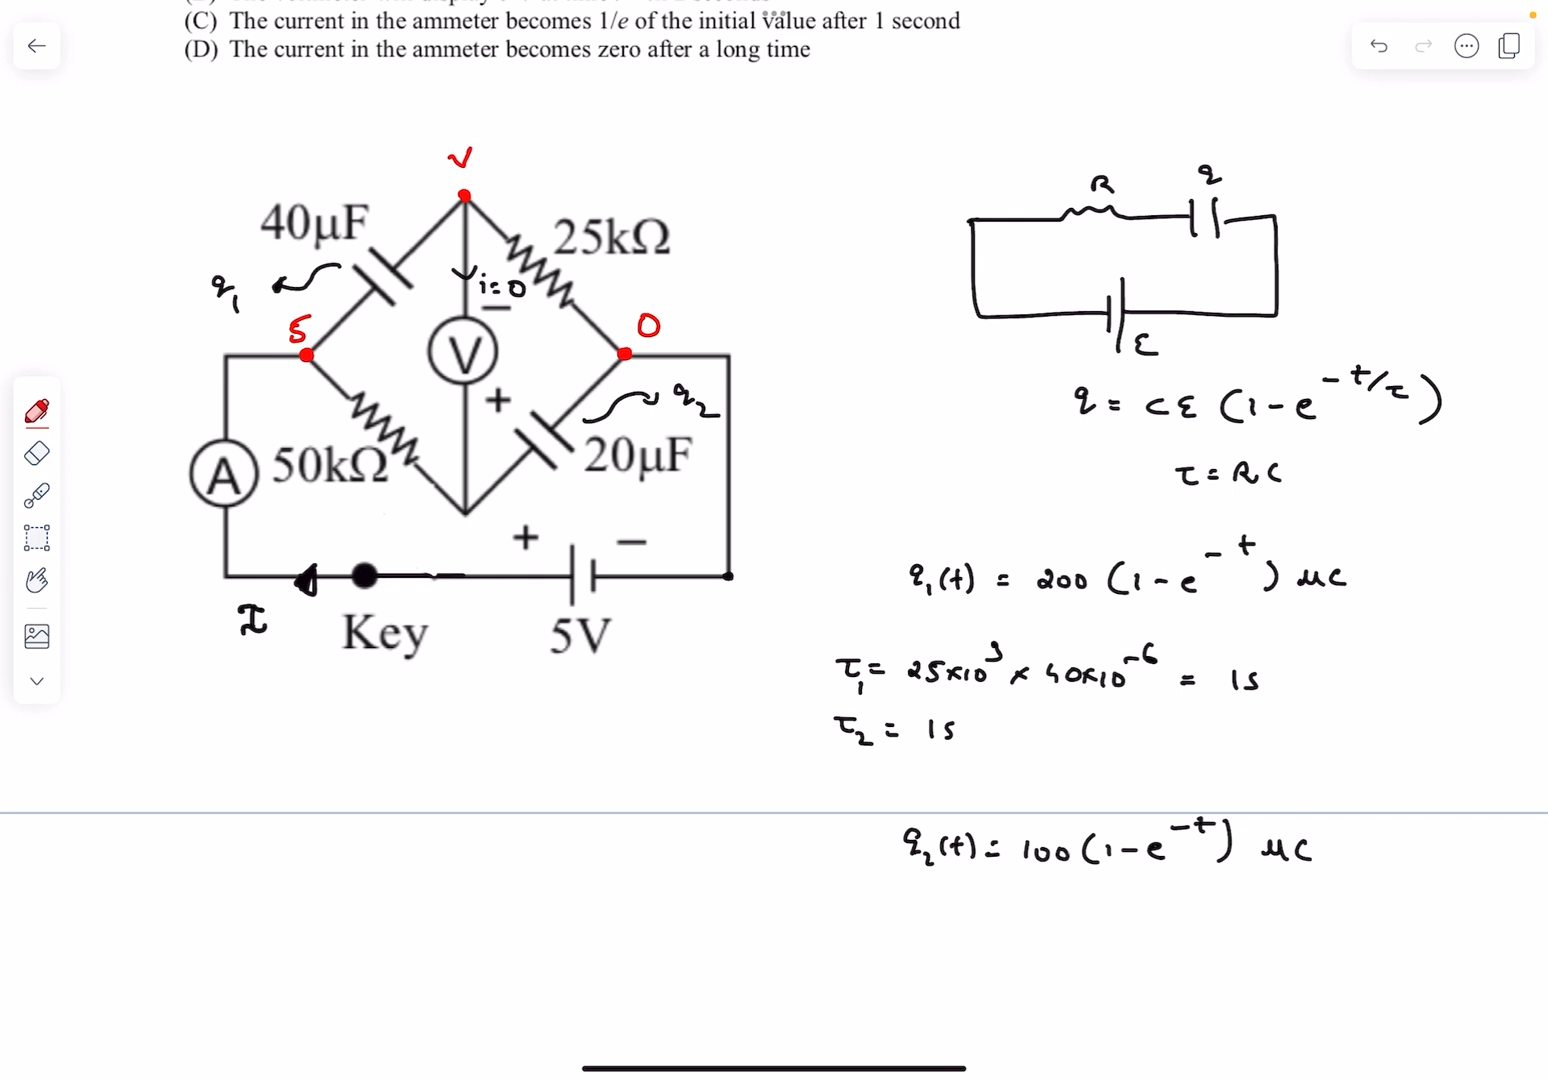 (C) The current in the ammeter becomes 1/e of the initial value after 1 second
(D) The current in the ammeter becomes zero after a long time
V
40μF
25kΩ
q₁
i=0
−
5
0
V
+
q₂
A
50kΩ
20μF
+
−
I
Key
5V
R
q
ε
q = cε (1-e^{-t/τ})
τ = RC
q₁(t) = 200 (1-e^{-t}) μC
τ₁ = 25×10³ × 40×10⁻⁶ = 1s
τ₂ = 1s
q₂(t) = 100 (1-e^{-t}) μC